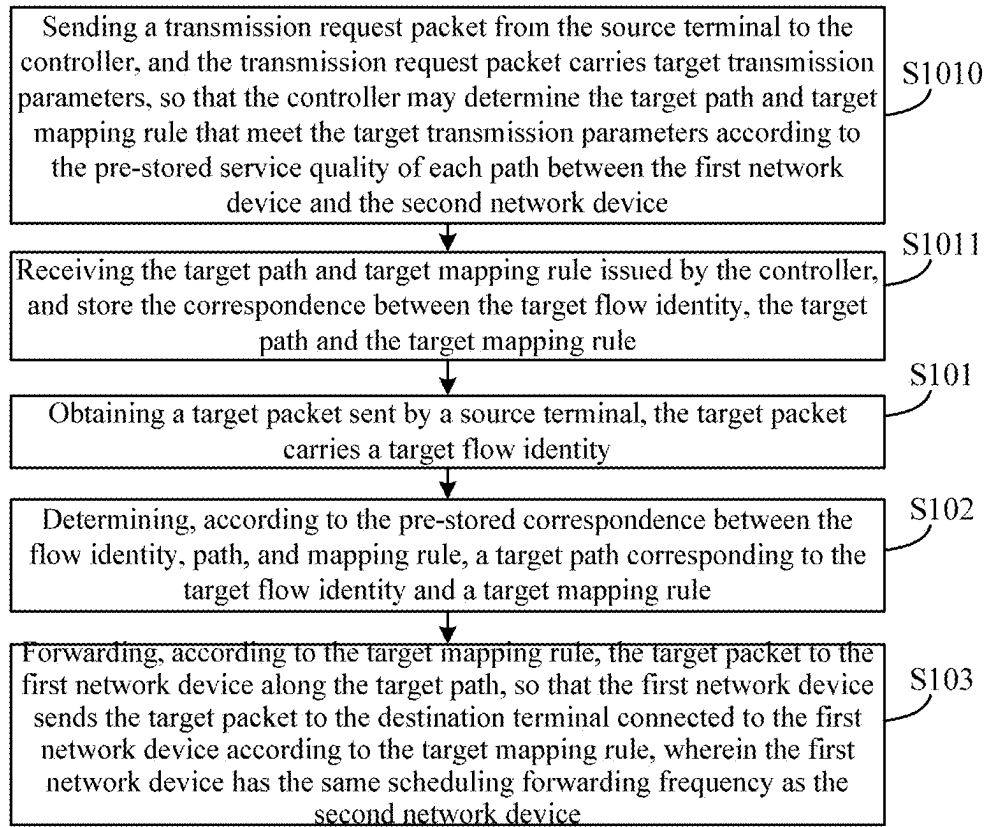 Sending a transmission request packet from the source terminal to the
controller, and the transmission request packet carries target transmission
parameters, so that the controller may determine the target path and target
mapping rule that meet the target transmission parameters according to
the pre-stored service quality of each path between the first network
device and the second network device
S1010
Receiving the target path and target mapping rule issued by the controller,
and store the correspondence between the target flow identity, the target
path and the target mapping rule
S1011
Obtaining a target packet sent by a source terminal, the target packet
carries a target flow identity
S101
Determining, according to the pre-stored correspondence between the
flow identity, path, and mapping rule, a target path corresponding to the
target flow identity and a target mapping rule
S102
Forwarding, according to the target mapping rule, the target packet to the
first network device along the target path, so that the first network device
sends the target packet to the destination terminal connected to the first
network device according to the target mapping rule, wherein the first
network device has the same scheduling forwarding frequency as the
second network device
S103